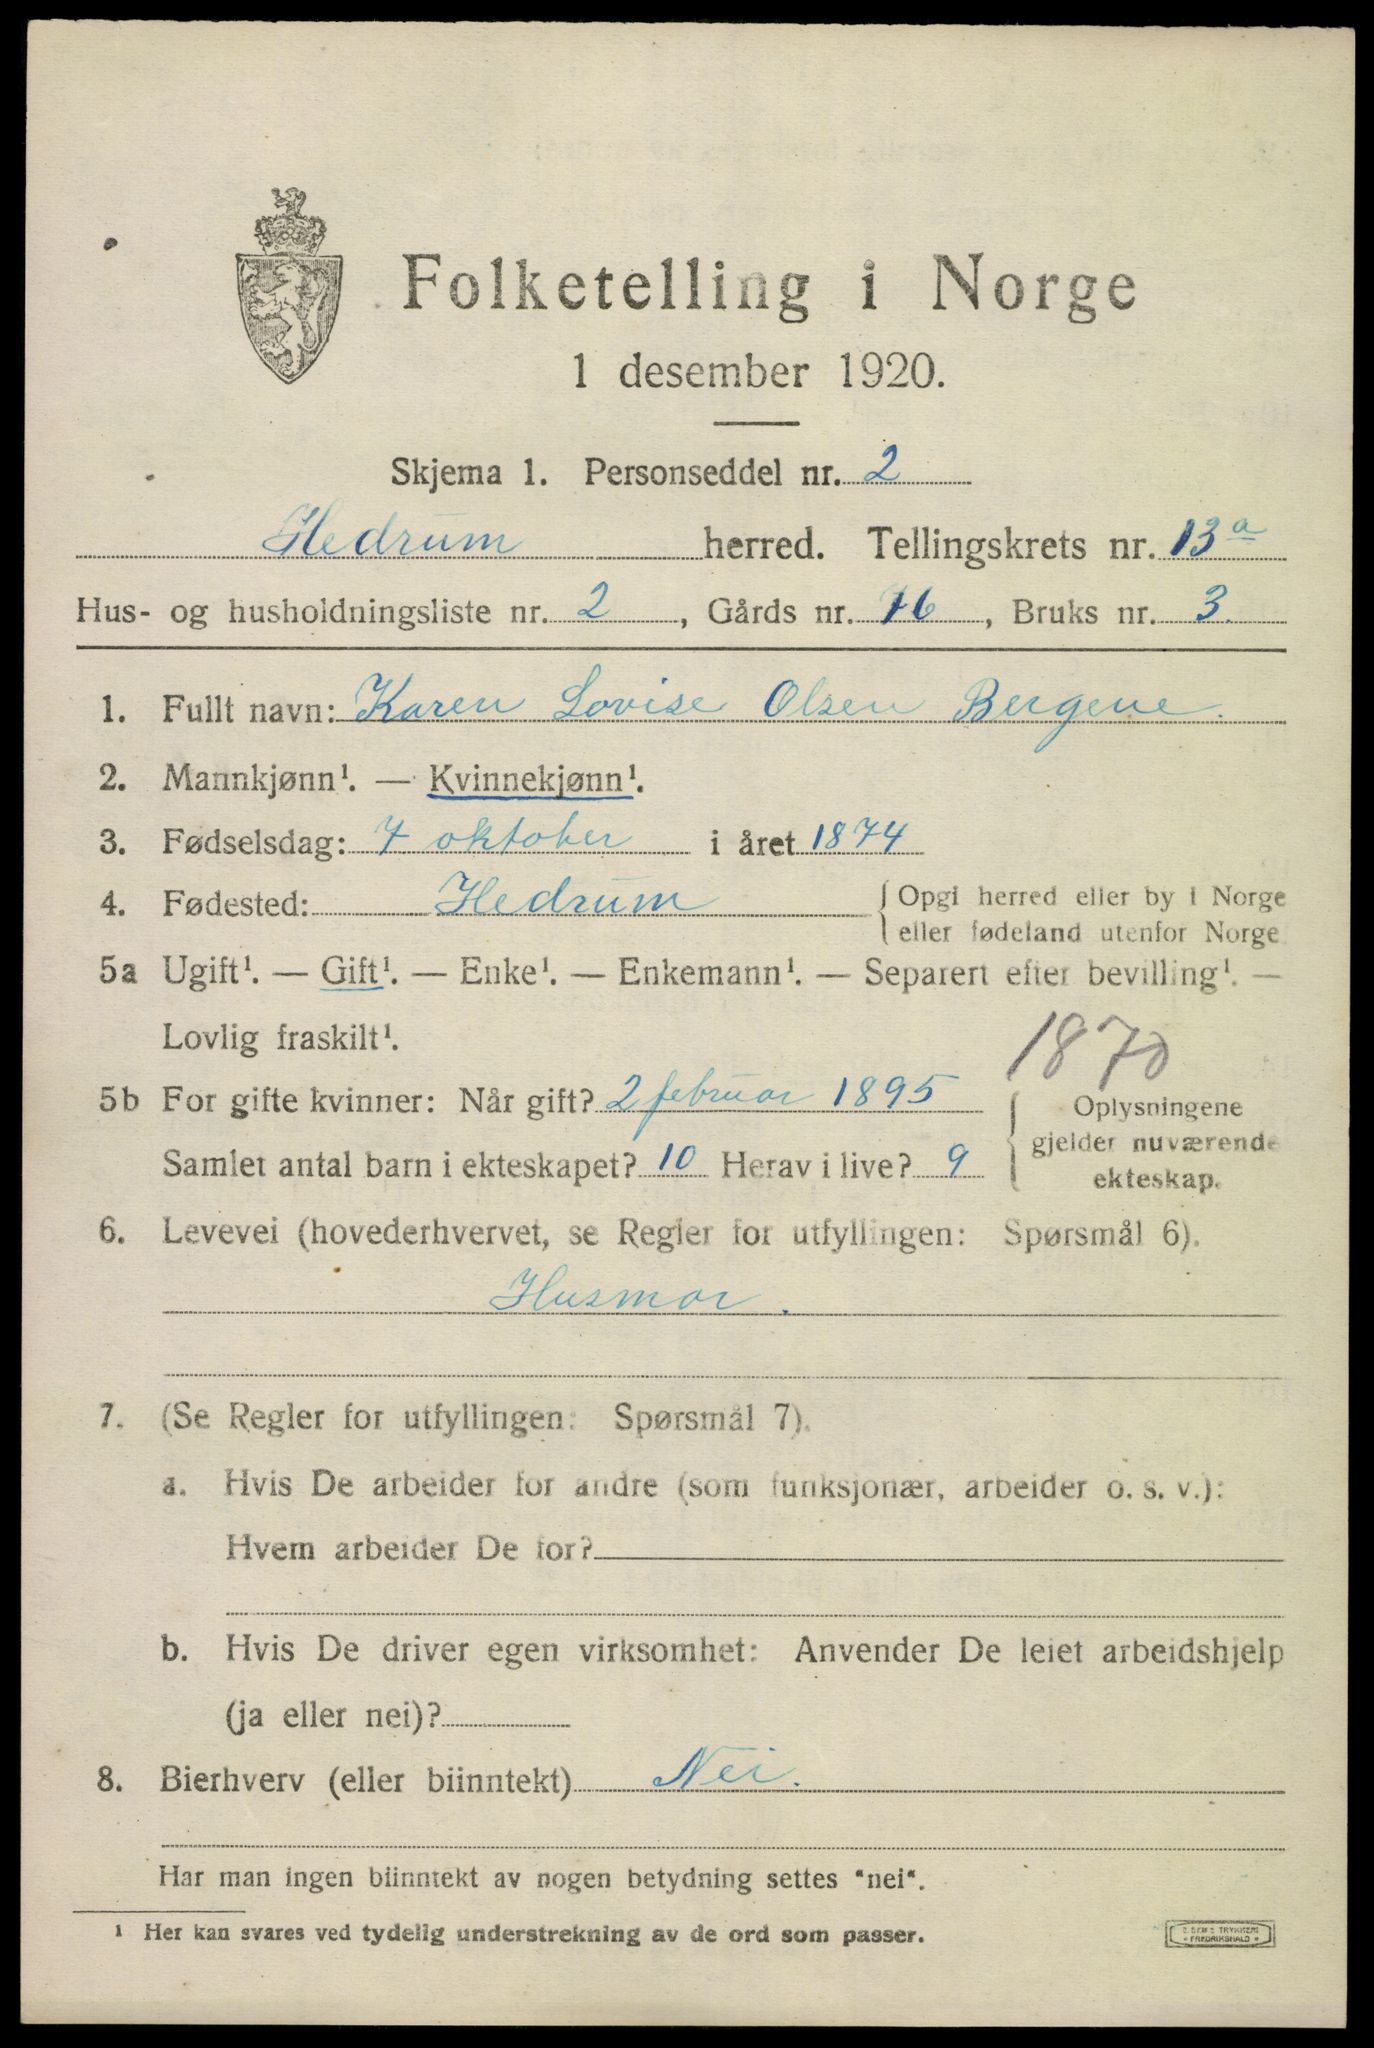 Folketelling i Norge
1 desember 1920.
Skjema 1. Personseddel nr. 2
Hedrum herred. Tellingskrets nr. 13a
Hus- og husholdningsliste nr. 2, Gårds nr. 76, Bruks nr. 3.
1. Fullt navn: Karen Lovise Olsen Bergene.
2. Mannkjønn¹. — Kvinnekjønn¹.
3. Fødselsdag: 7 oktober i året 1874
4. Fødested: Hedrum { Opgi herred eller by i Norge
eller fødeland utenfor Norge
5a Ugift¹. — Gift¹. — Enke¹. — Enkemann¹. — Separert efter bevilling¹. —
Lovlig fraskilt¹.
1870
5b For gifte kvinner: Når gift? 2 februar 1895
Samlet antal barn i ekteskapet? 10 Herav i live? 9
{ Oplysningene
gjelder nuværende
ekteskap.
6. Levevei (hovederhvervet, se Regler for utfyllingen: Spørsmål 6).
Husmor.
7. (Se Regler for utfyllingen: Spørsmål 7).
a. Hvis De arbeider for andre (som funksjonær, arbeider o. s. v.):
Hvem arbeider De for?
b. Hvis De driver egen virksomhet: Anvender De leiet arbeidshjelp
(ja eller nei)?
8. Bierhverv (eller biinntekt) Nei.
Har man ingen biinntekt av nogen betydning settes "nei".
¹ Her kan svares ved tydelig understrekning av de ord som passer.
TRYKKERI
FREDRIKSHALD